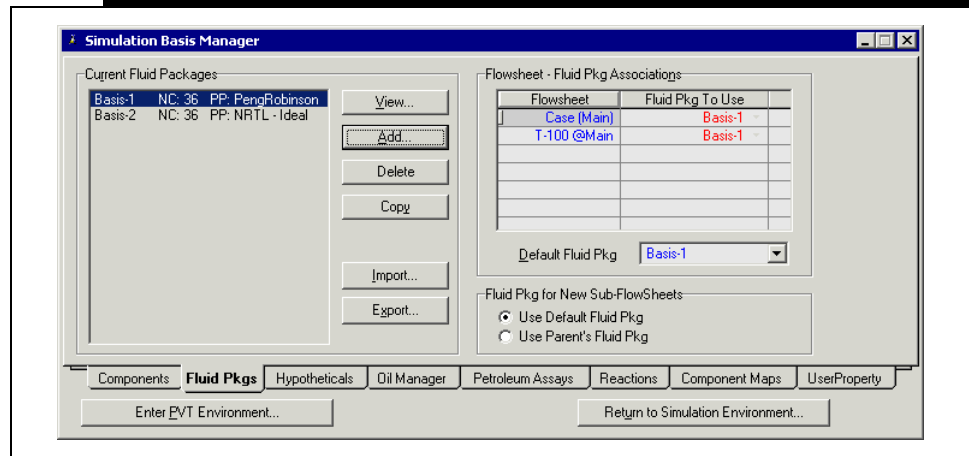 Simulation Basis Manager
Current Fluid Packages
Basis-1 NC: 36 PP: PengRobinson
Basis-2 NC: 36 PP: NRTL - Ideal
View...
Add...
Delete
Copy
Import...
Export...
Flowsheet - Fluid Pkg Associations
Flowsheet Fluid Pkg To Use
Case (Main) Basis-1
T-100 @Main Basis-1
Default Fluid Pkg Basis-1
Fluid Pkg for New Sub-FlowSheets
Use Default Fluid Pkg
Use Parent's Fluid Pkg
Components Fluid Pkgs Hypotheticals Oil Manager Petroleum Assays Reactions Component Maps UserProperty
Enter PVT Environment... Return to Simulation Environment...